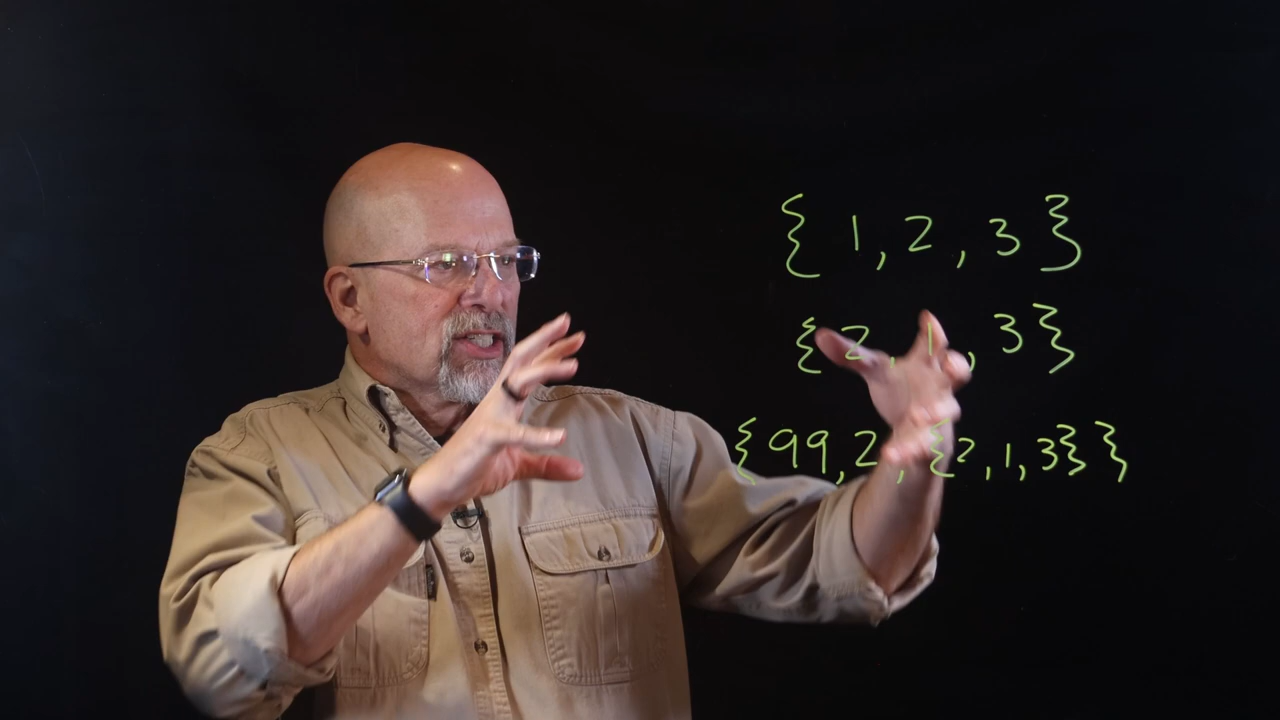 { 1, 2, 3 }
{ 2, 1, 3 }
{ 99, 2, { 2, 1, 3 } }